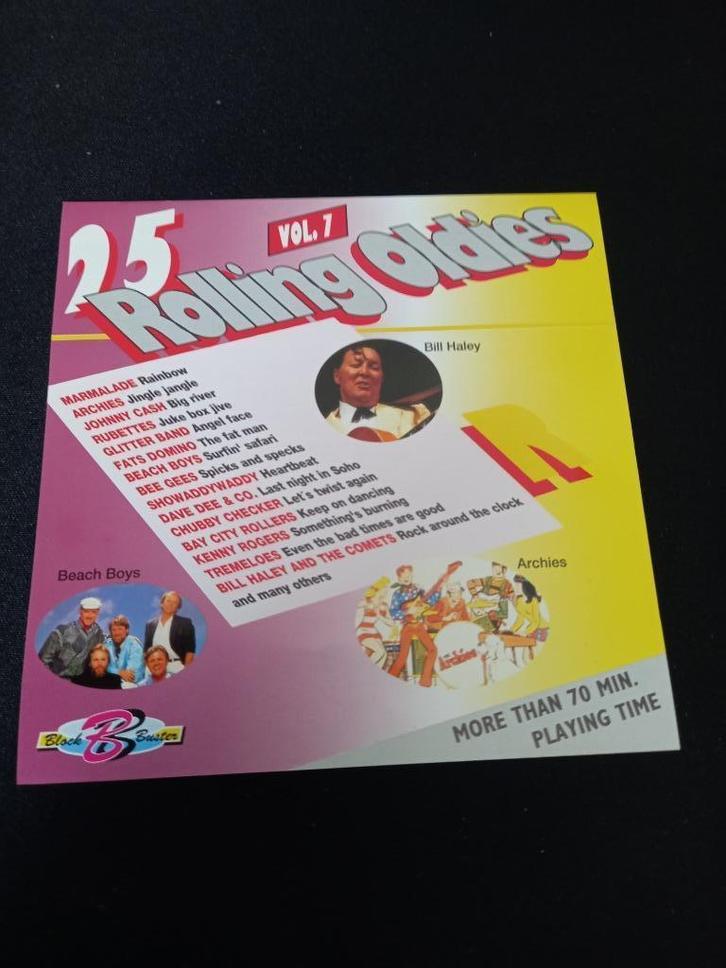 25
VOL. 7
Rolling Oldies
Bill Haley
MARMALADE Rainbow
ARCHIES Jingle jangle
JOHNNY CASH Big river
RUBETTES Juke box jive
GLITTER BAND Angel face
FATS DOMINO The fat man
BEACH BOYS Surfin' safari
BEE GEES Spicks and specks
SHOWADDYWADDY Heartbeat
DAVE DEE & CO. Last night in Soho
CHUBBY CHECKER Let's twist again
BAY CITY ROLLERS Keep on dancing
KENNY ROGERS Something's burning
TREMELOES Even the bad times are good
BILL HALEY AND THE COMETS Rock around the clock
and many others
R
Beach Boys
Archies
Archies
Block B Buster
MORE THAN 70 MIN.
PLAYING TIME